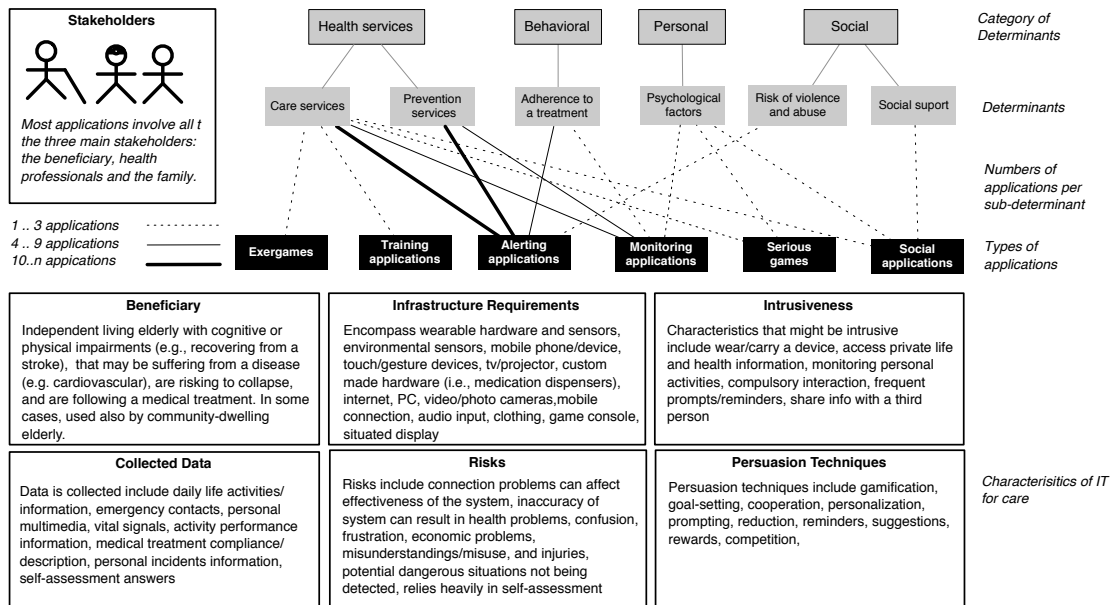 Stakeholders
Most applications involve all t
the three main stakeholders:
the beneficiary, health
professionals and the family.
Health services
Behavioral
Personal
Social
Category of
Determinants
Care services
Prevention
services
Adherence to
a treatment
Psychological
factors
Risk of violence
and abuse
Social suport
Determinants
Numbers of
applications per
sub-determinant
1 .. 3 applications
4 .. 9 applications
10..n applications
Exergames
Training
applications
Alerting
applications
Monitoring
applications
Serious
games
Social
applications
Types of
applications
Beneficiary
Independent living elderly with cognitive or
physical impairments (e.g., recovering from a
stroke),  that may be suffering from a disease
(e.g. cardiovascular), are risking to collapse,
and are following a medical treatment. In some
cases, used also by community-dwelling
elderly.
Infrastructure Requirements
Encompass wearable hardware and sensors,
environmental sensors, mobile phone/device,
touch/gesture devices, tv/projector, custom
made hardware (i.e., medication dispensers),
internet, PC, video/photo cameras,mobile
connection, audio input, clothing, game console,
situated display
Intrusiveness
Characteristics that might be intrusive
include wear/carry a device, access private life
and health information, monitoring personal
activities, compulsory interaction, frequent
prompts/reminders, share info with a third
person
Collected Data
Data is collected include daily life activities/
information, emergency contacts, personal
multimedia, vital signals, activity performance
information, medical treatment compliance/
description, personal incidents information,
self-assessment answers
Risks
Risks include connection problems can affect
effectiveness of the system, inaccuracy of
system can result in health problems, confusion,
frustration, economic problems,
misunderstandings/misuse, and injuries,
potential dangerous situations not being
detected, relies heavily in self-assessment
Persuasion Techniques
Persuasion techniques include gamification,
goal-setting, cooperation, personalization,
prompting, reduction, reminders, suggestions,
rewards, competition,
Charisitics of IT
for care